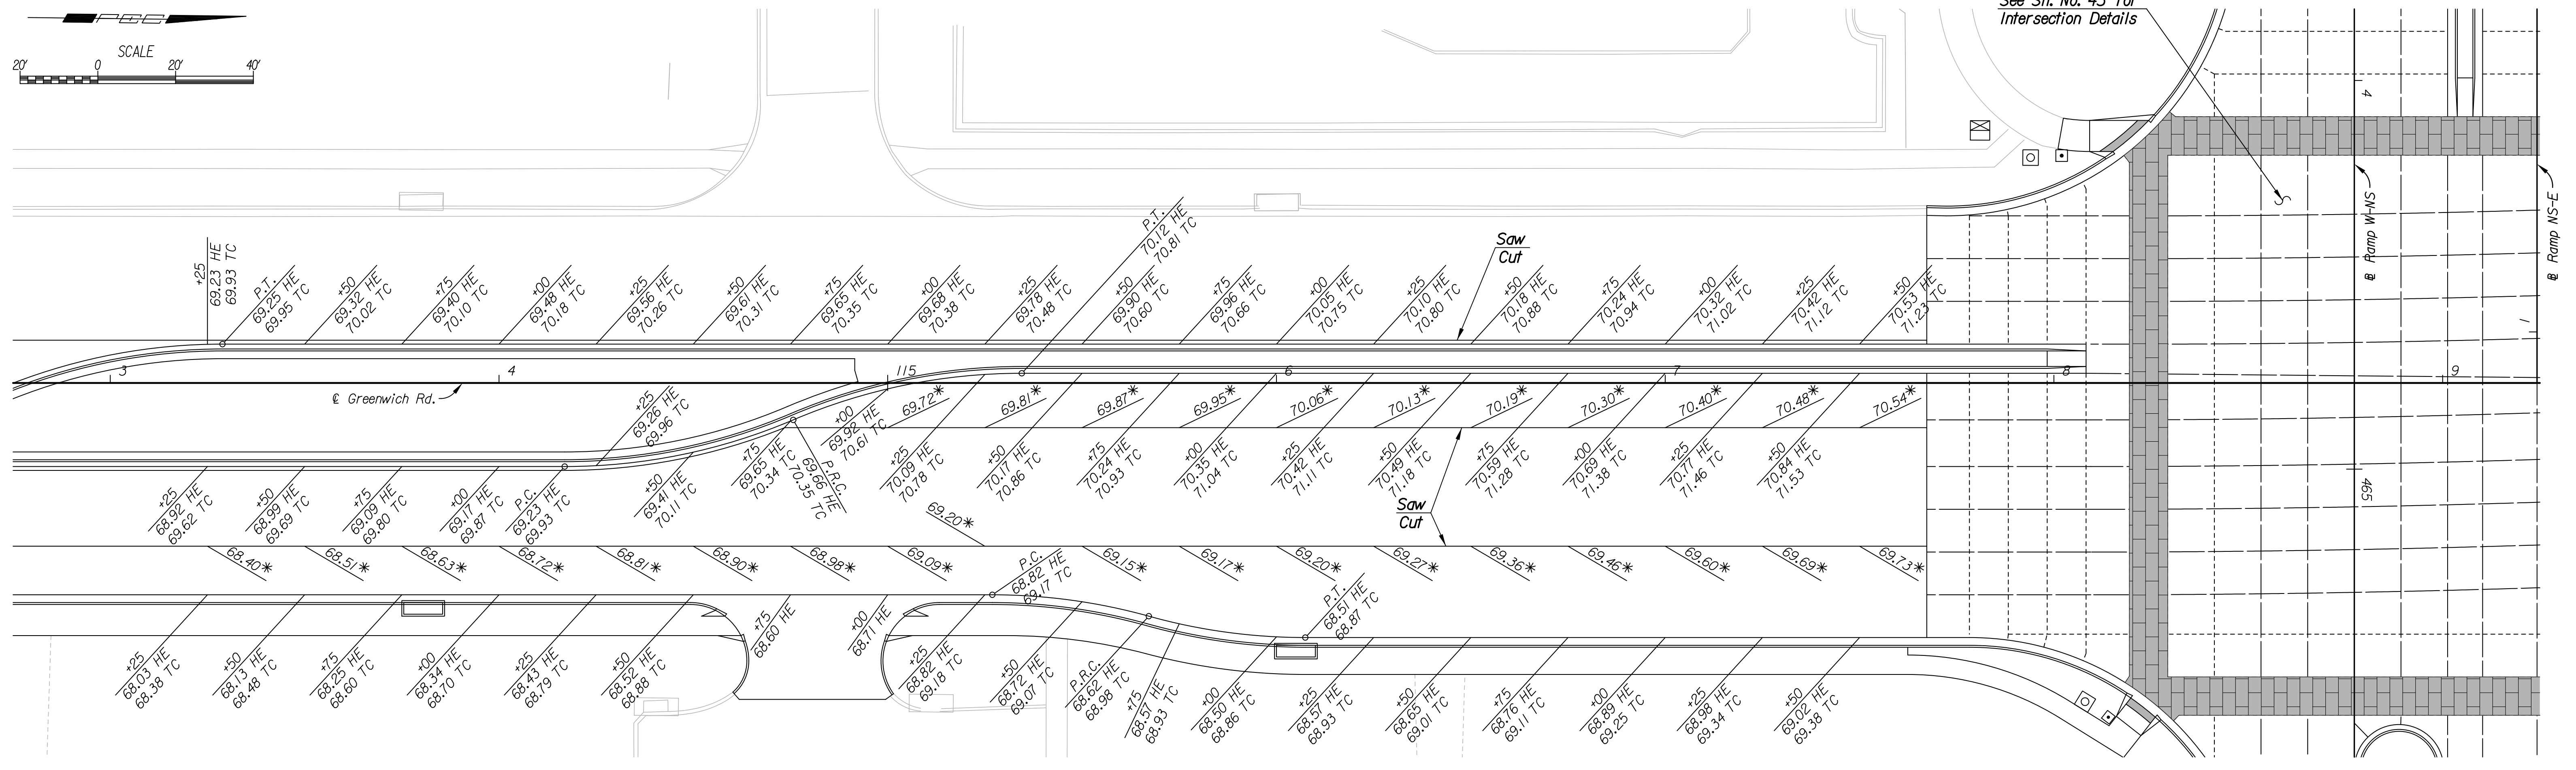 SCALE
20' 0 20' 40'
See Sh. No. 45 for
Intersection Details
+25
69.23 HE
69.93 TC
P.T.
69.25 HE
69.95 TC
+50
69.32 HE
70.02 TC
+75
69.40 HE
70.10 TC
+00
69.48 HE
70.18 TC
+25
69.56 HE
70.26 TC
+50
69.61 HE
70.31 TC
+75
69.65 HE
70.35 TC
+00
69.68 HE
70.38 TC
+25
69.78 HE
70.48 TC
P.T.
70.12 HE
70.81 TC
+50
69.90 HE
70.60 TC
+75
69.96 HE
70.66 TC
+00
70.05 HE
70.75 TC
+25
70.10 HE
70.80 TC
Saw
Cut
+50
70.18 HE
70.88 TC
+75
70.24 HE
70.94 TC
+00
70.32 HE
71.02 TC
+25
70.42 HE
71.12 TC
+50
70.53 HE
71.23 TC
3 4 115 6 7 8 9
℄ Greenwich Rd.
+25
69.26 HE
69.96 TC
+00
69.92 HE
70.61 TC
69.72*
69.81*
69.87*
69.95*
70.06*
70.13*
70.19*
70.30*
70.40*
70.48*
70.54*
+25
68.92 HE
69.62 TC
+50
68.99 HE
69.69 TC
+75
69.09 HE
69.80 TC
+00
69.17 HE
69.87 TC
P.C.
69.23 HE
69.93 TC
+50
69.41 HE
70.11 TC
+75
69.65 HE
70.34 TC
P.R.C.
69.66 HE
70.35 TC
+25
70.09 HE
70.78 TC
+50
70.17 HE
70.86 TC
+75
70.24 HE
70.93 TC
+00
70.35 HE
71.04 TC
+25
70.42 HE
71.11 TC
+50
70.49 HE
71.18 TC
+75
70.59 HE
71.28 TC
+00
70.69 HE
71.38 TC
+25
70.77 HE
71.46 TC
+50
70.84 HE
71.53 TC
Saw
Cut
68.40*
68.51*
68.63*
68.72*
68.81*
68.90*
68.98*
69.09*
69.20*
69.15*
69.17*
69.20*
69.27*
69.36*
69.46*
69.60*
69.69*
69.73*
P.C.
68.82 HE
69.17 TC
P.T.
68.51 HE
68.87 TC
+25
68.03 HE
68.38 TC
+50
68.13 HE
68.48 TC
+75
68.25 HE
68.60 TC
+00
68.34 HE
68.70 TC
+25
68.43 HE
68.79 TC
+50
68.52 HE
68.88 TC
+75
68.60 HE
+00
68.71 HE
+25
68.82 HE
69.18 TC
+50
68.72 HE
69.07 TC
P.R.C.
68.62 HE
68.98 TC
+75
68.57 HE
68.93 TC
+00
68.50 HE
68.86 TC
+25
68.57 HE
68.93 TC
+50
68.65 HE
69.01 TC
+75
68.76 HE
69.11 TC
+00
68.89 HE
69.25 TC
+25
68.98 HE
69.34 TC
+50
69.02 HE
69.38 TC
4
℄ Ramp W-NS
465
℄ Ramp NS-E
1